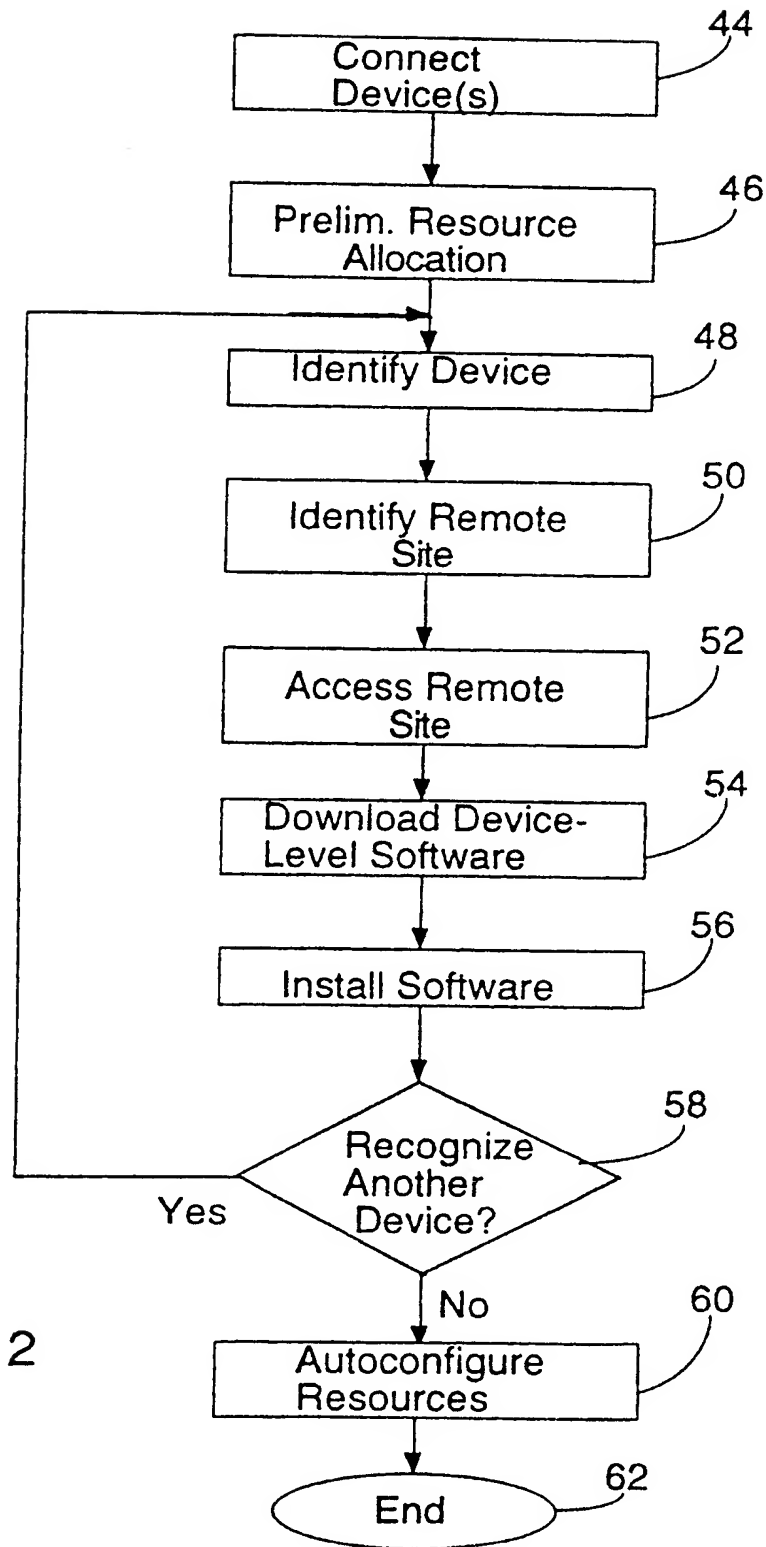 44
Connect
Device(s)
46
Prelim. Resource
Allocation
48
Identify Device
50
Identify Remote
Site
52
Access Remote
Site
54
Download Device-
Level Software
56
Install Software
58
Recognize
Another
Device?
Yes
No
2
60
Autoconfigure
Resources
62
End